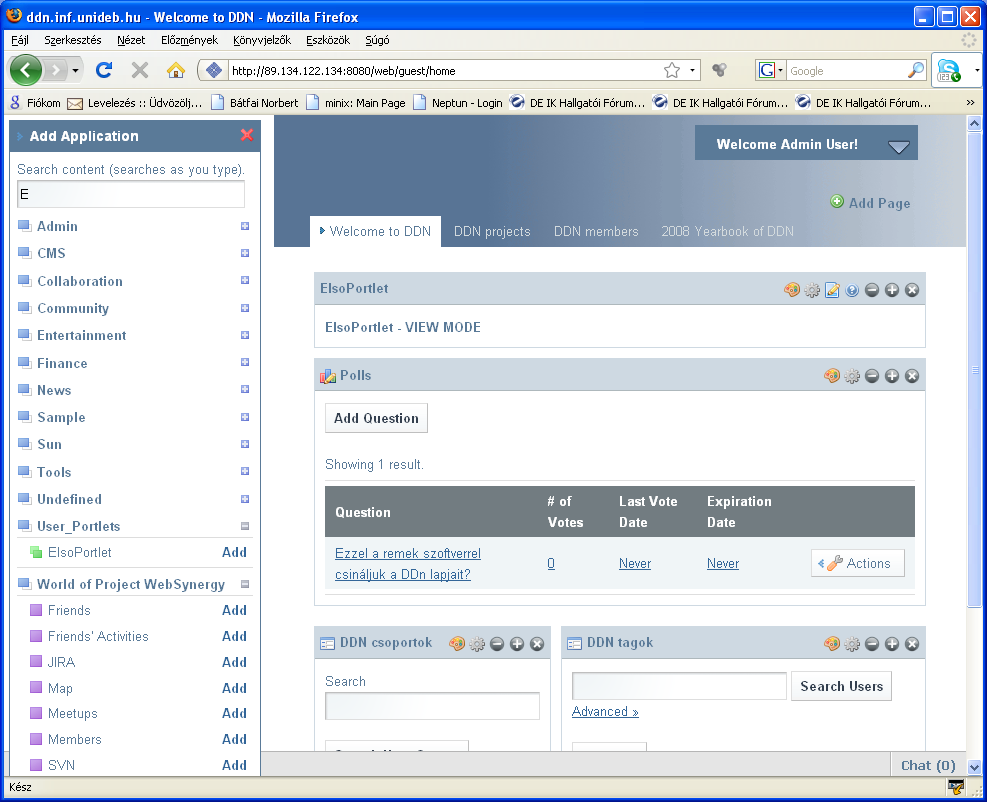 ddn.inf.unideb.hu - Welcome to DDN - Mozilla Firefox
Fájl Szerkesztés Nézet Előzmények Könyvjelzők Eszközök Súgó
http://89.134.122.134:8080/web/guest/home
Google
Fiókom Levelezés :: Üdvözölj... Bátfai Norbert minix: Main Page Neptun - Login DE IK Hallgatói Fórum... DE IK Hallgatói Fórum... DE IK Hallgatói Fórum... »
Add Application
Search content (searches as you type).
E
Admin
CMS
Collaboration
Community
Entertainment
Finance
News
Sample
Sun
Tools
Undefined
User_Portlets
ElsoPortlet Add
World of Project WebSynergy
Friends Add
Friends' Activities Add
JIRA Add
Map Add
Meetups Add
Members Add
SVN Add
Welcome Admin User!
Add Page
Welcome to DDN DDN projects DDN members 2008 Yearbook of DDN
ElsoPortlet
ElsoPortlet - VIEW MODE
Polls
Add Question
Showing 1 result.
Question # of Votes Last Vote Date Expiration Date
Ezzel a remek szoftverrel
csináljuk a DDn lapjait?
0 Never Never Actions
DDN csoportok
Search
DDN tagok
Search Users
Advanced »
Chat (0)
Kész